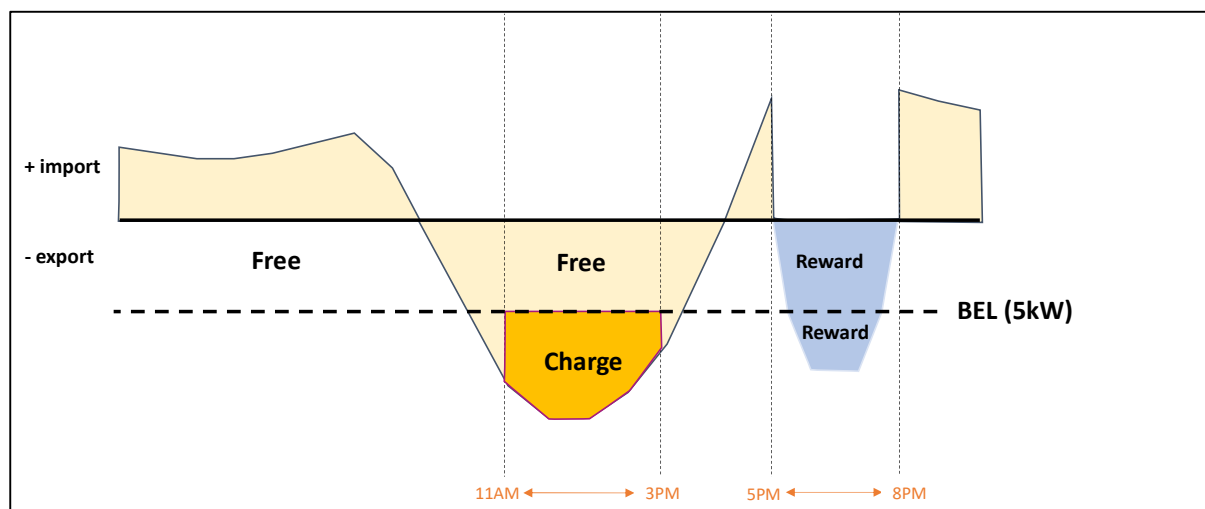 + import
- export
Free
Free
Reward
BEL (5kW)
Reward
Charge
11AM
3PM
5PM
8PM